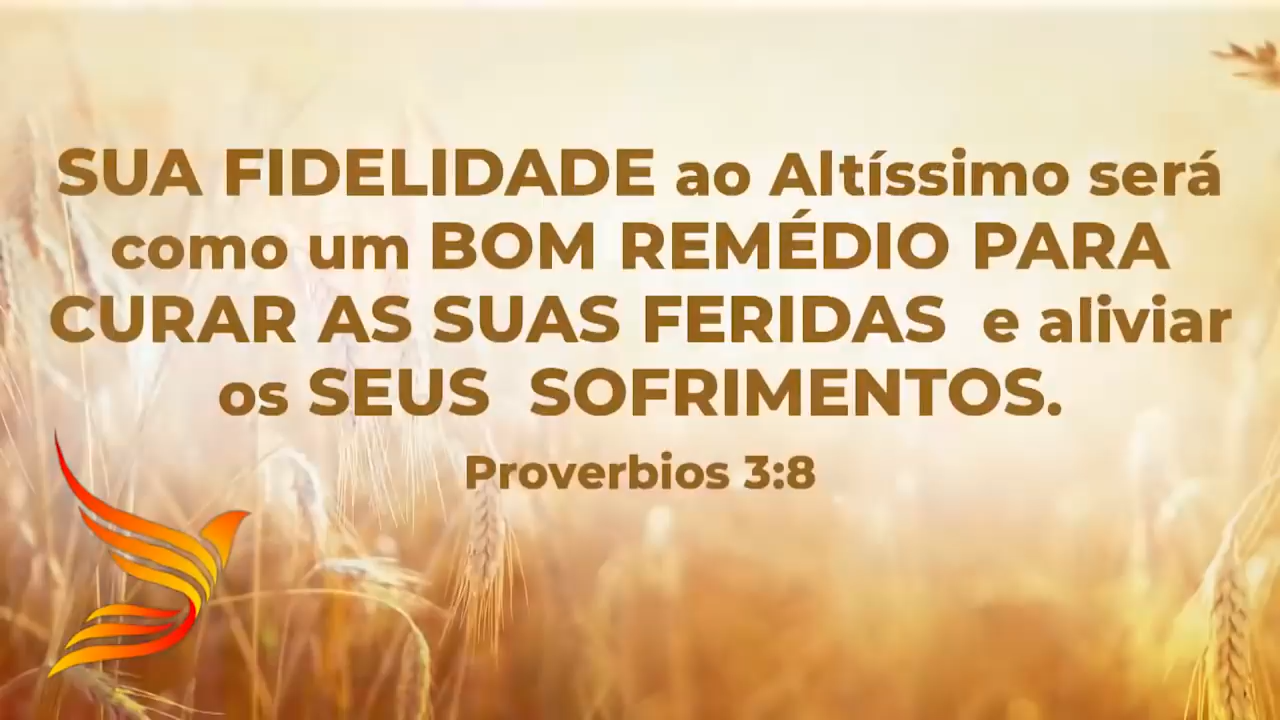 SUA FIDELIDADE ao Altíssimo será
como um BOM REMÉDIO PARA
CURAR AS SUAS FERIDAS e aliviar
os SEUS SOFRIMENTOS.
Proverbios 3:8